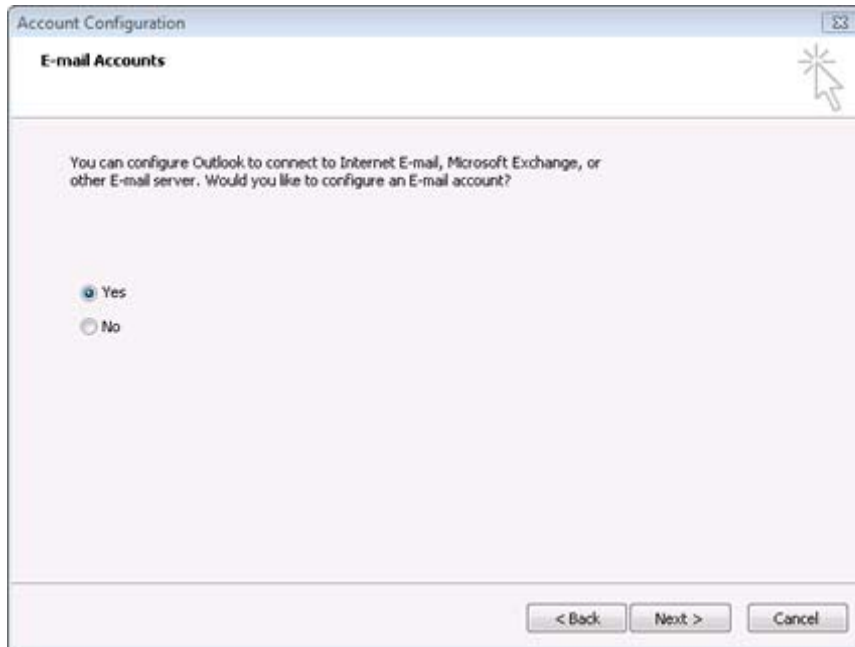 Account Configuration
E-mail Accounts
You can configure Outlook to connect to Internet E-mail, Microsoft Exchange, or
other E-mail server. Would you like to configure an E-mail account?
Yes
No
< Back Next > Cancel